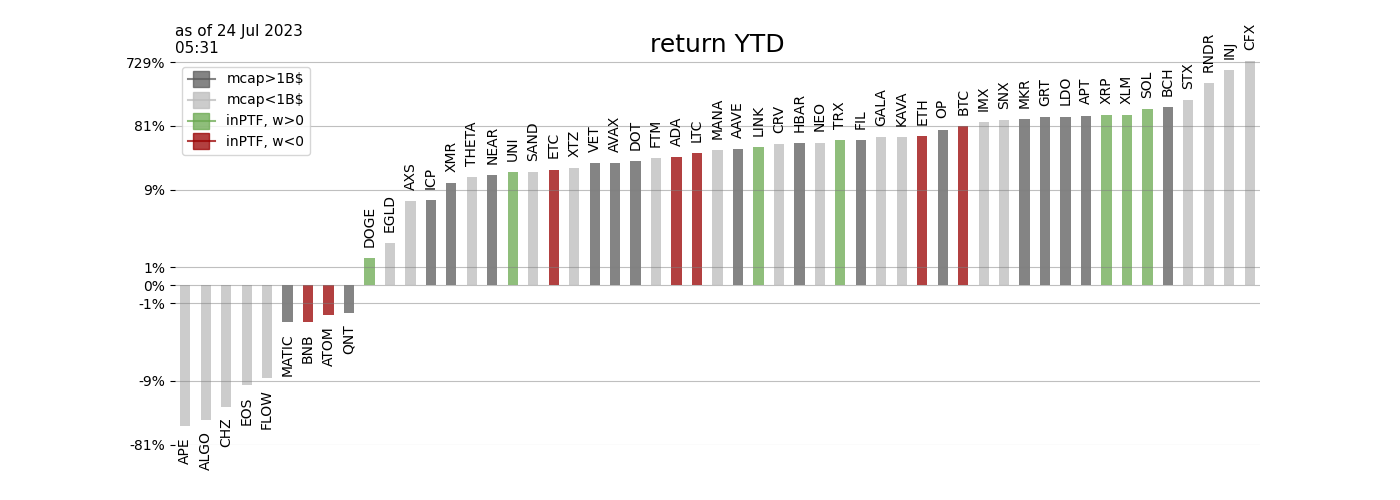 as of 24 Jul 2023
05:31
return YTD
mcap>1B$
mcap<1B$
inPTF, w>0
inPTF, w<0
729%
81%
9%
1%
0%
-1%
-9%
-81%
APE
ALGO
CHZ
EOS
FLOW
MATIC
BNB
ATOM
QNT
DOGE
EGLD
AXS
ICP
XMR
THETA
NEAR
UNI
SAND
ETC
XTZ
VET
AVAX
DOT
FTM
ADA
LTC
MANA
AAVE
LINK
CRV
HBAR
NEO
TRX
FIL
GALA
KAVA
ETH
OP
BTC
IMX
SNX
MKR
GRT
LDO
APT
XRP
XLM
SOL
BCH
STX
RNDR
INJ
CFX